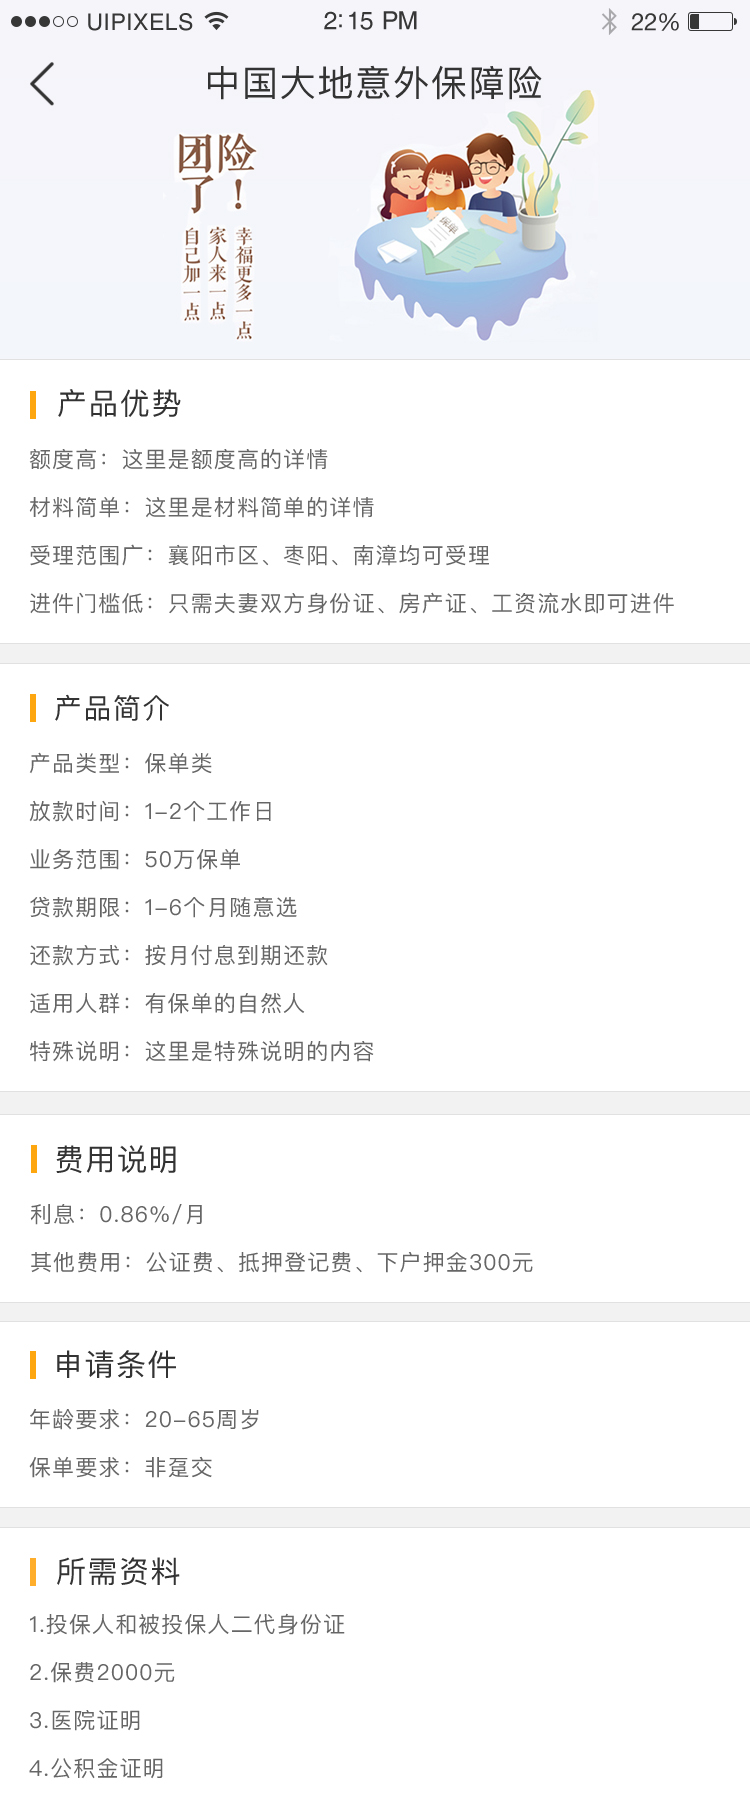 UIPIXELS 2:15 PM 22%
中国大地意外保障险
团险
了！
幸福更多一点
家人来一点
自己加一点
保单
产品优势
额度高：这里是额度高的详情
材料简单：这里是材料简单的详情
受理范围广：襄阳市区、枣阳、南漳均可受理
进件门槛低：只需夫妻双方身份证、房产证、工资流水即可进件
产品简介
产品类型：保单类
放款时间：1-2个工作日
业务范围：50万保单
贷款期限：1-6个月随意选
还款方式：按月付息到期还款
适用人群：有保单的自然人
特殊说明：这里是特殊说明的内容
费用说明
利息：0.86%/月
其他费用：公证费、抵押登记费、下户押金300元
申请条件
年龄要求：20-65周岁
保单要求：非趸交
所需资料
1.投保人和被投保人二代身份证
2.保费2000元
3.医院证明
4.公积金证明